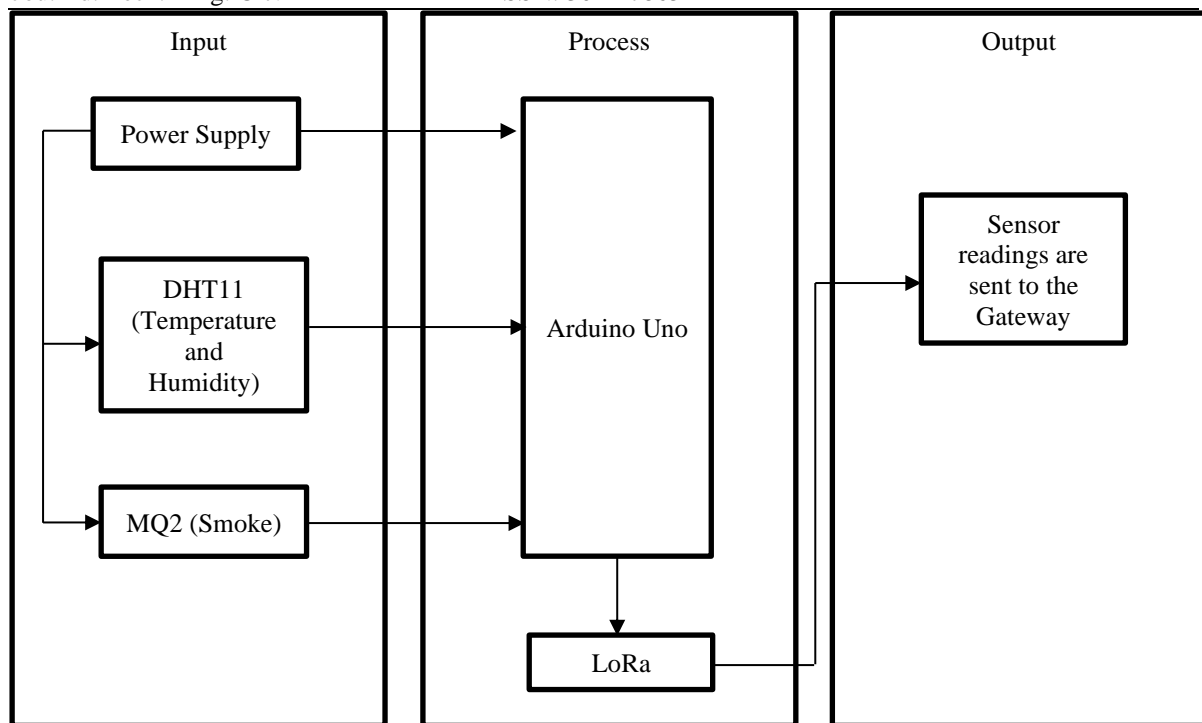 Input
Process
Output
Power Supply
DHT11
(Temperature
and
Humidity)
MQ2 (Smoke)
Arduino Uno
LoRa
Sensor
readings are
sent to the
Gateway